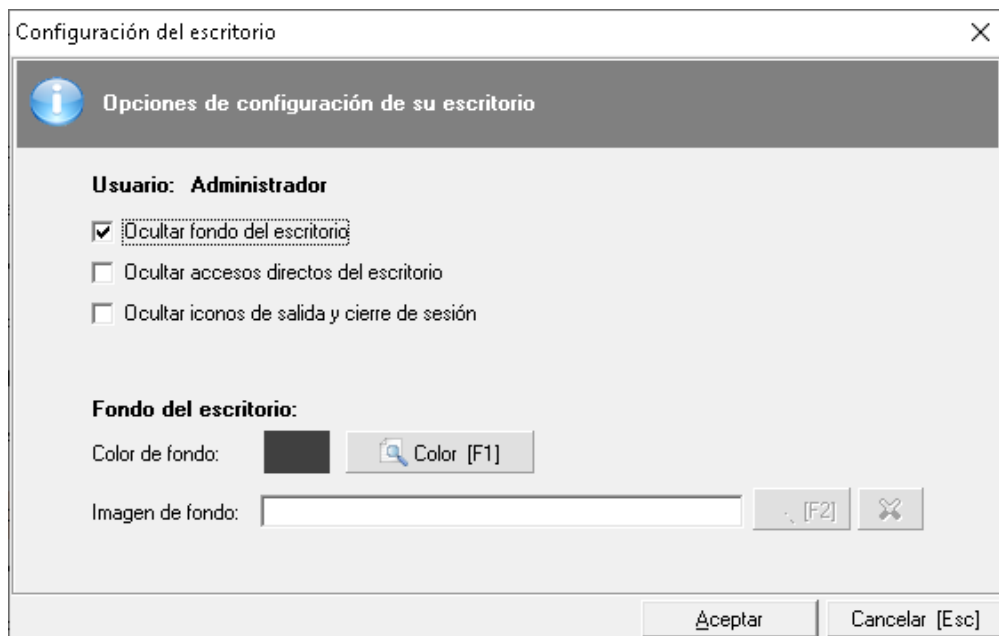 Configuración del escritorio
Opciones de configuración de su escritorio
Usuario: Administrador
Ocultar fondo del escritorio
Ocultar accesos directos del escritorio
Ocultar iconos de salida y cierre de sesión
Fondo del escritorio:
Color de fondo: Color [F1]
Imagen de fondo: [F2]
Aceptar Cancelar [Esc]